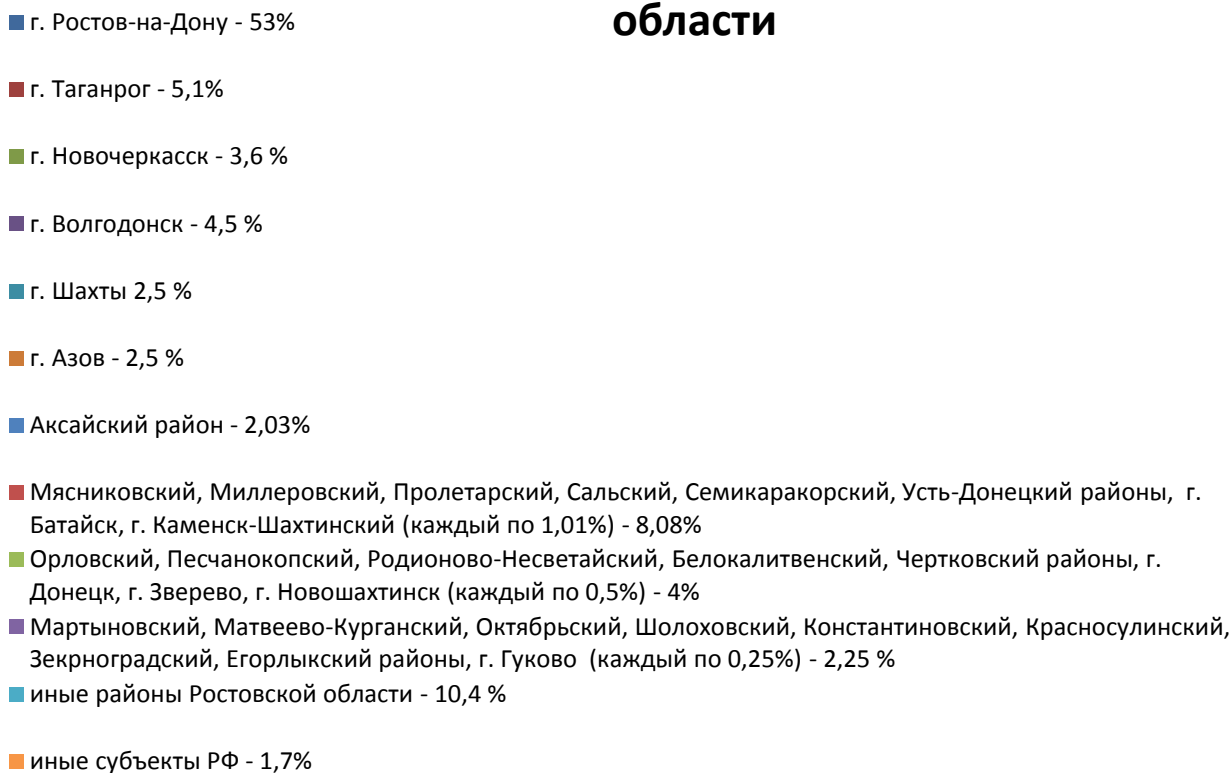 области
г. Ростов-на-Дону - 53%
г. Таганрог - 5,1%
г. Новочеркасск - 3,6 %
г. Волгодонск - 4,5 %
г. Шахты 2,5 %
г. Азов - 2,5 %
Аксайский район - 2,03%
Мясниковский, Миллеровский, Пролетарский, Сальский, Семикаракорский, Усть-Донецкий районы, г.
Батайск, г. Каменск-Шахтинский (каждый по 1,01%) - 8,08%
Орловский, Песчанокопский, Родионово-Несветайский, Белокалитвенский, Чертковский районы, г.
Донецк, г. Зверево, г. Новошахтинск (каждый по 0,5%) - 4%
Мартыновский, Матвеево-Курганский, Октябрьский, Шолоховский, Константиновский, Красносулинский,
Зекрноградский, Егорлыкский районы, г. Гуково (каждый по 0,25%) - 2,25 %
иные районы Ростовской области - 10,4 %
иные субъекты РФ - 1,7%